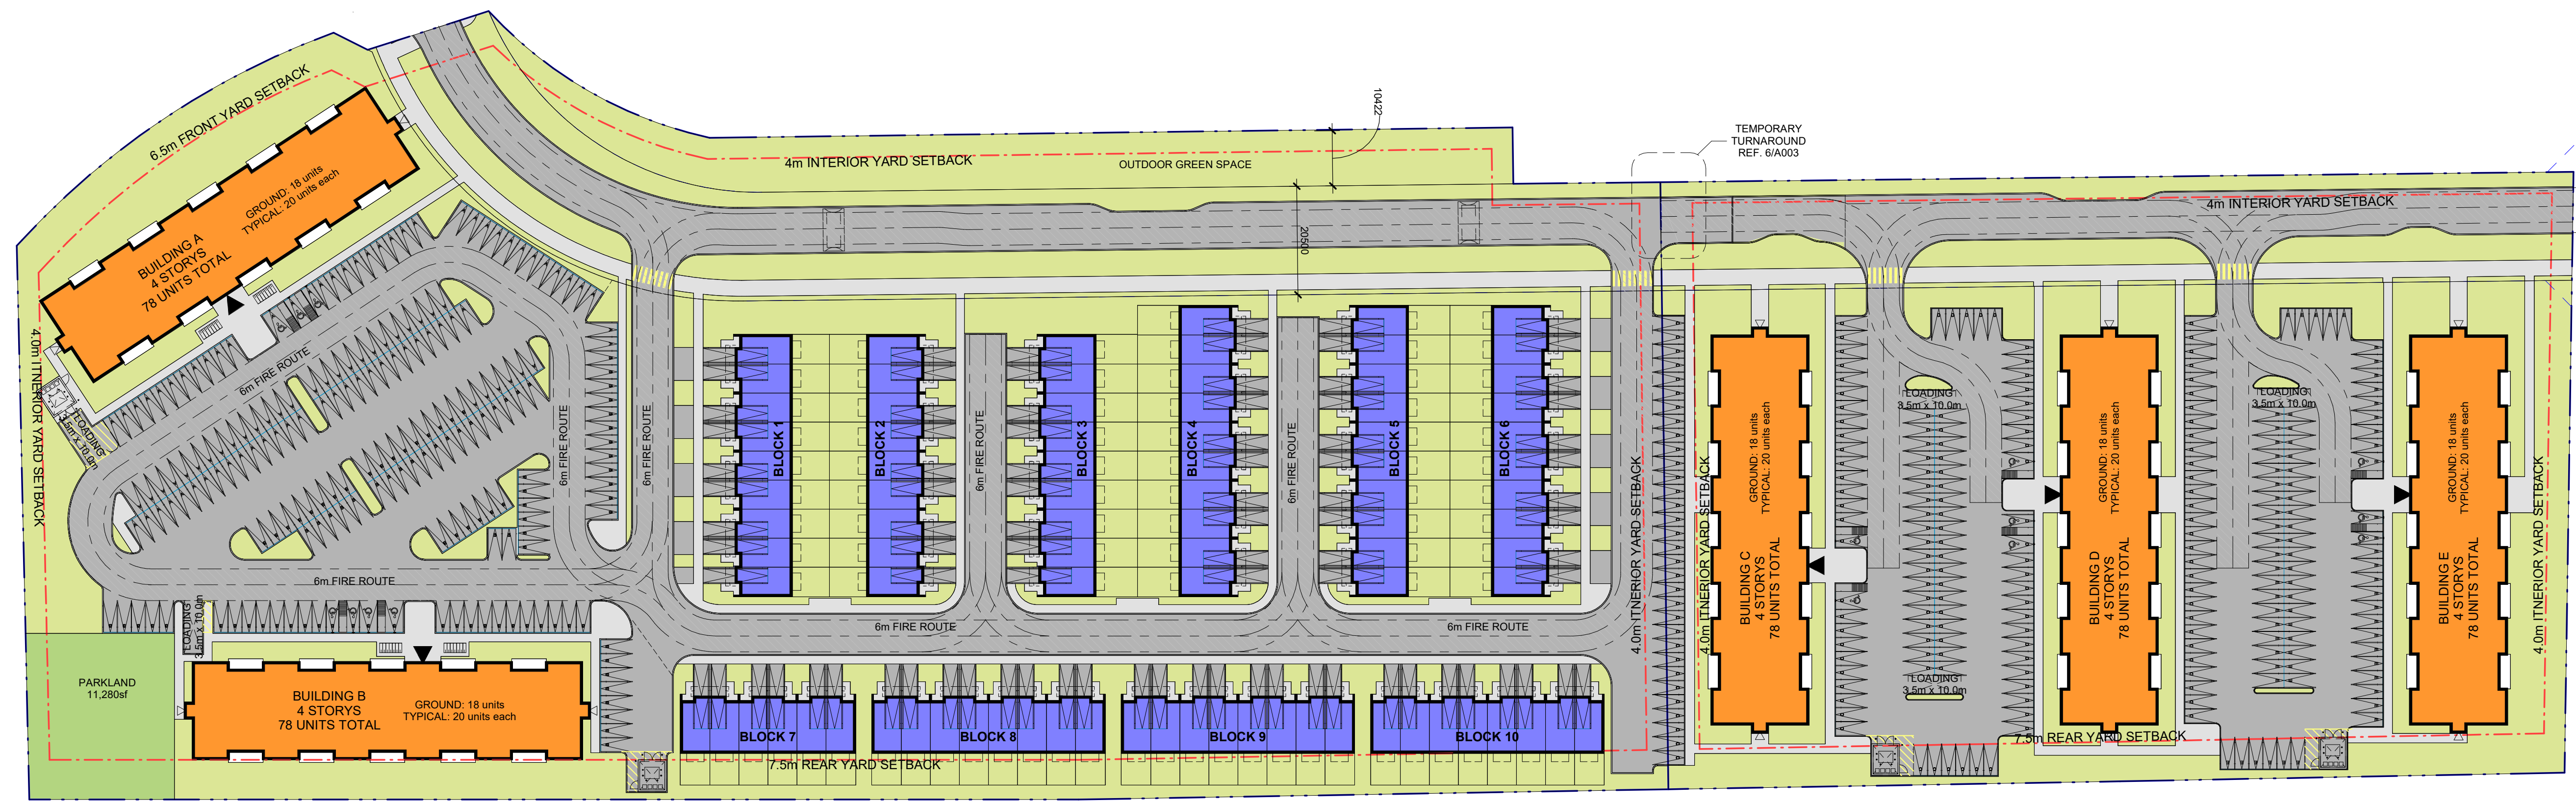 6.5m FRONT YARD SETBACK
BUILDING A
4 STORYS
78 UNITS TOTAL
GROUND: 18 units
TYPICAL: 20 units each
4.0m ITNERIOR YARD SETBACK
LOADING
3.5m x 10.0m
6m FIRE ROUTE
6m FIRE ROUTE
6m FIRE ROUTE
6m FIRE ROUTE
LOADING
3.5m x 10.0m
PARKLAND
11,280sf
BUILDING B
4 STORYS
78 UNITS TOTAL
GROUND: 18 units
TYPICAL: 20 units each
4m INTERIOR YARD SETBACK
OUTDOOR GREEN SPACE
10422
20500
TEMPORARY
TURNAROUND
REF. 6/A003
BLOCK 1
BLOCK 2
6m FIRE ROUTE
BLOCK 3
BLOCK 4
6m FIRE ROUTE
BLOCK 5
BLOCK 6
6m FIRE ROUTE
6m FIRE ROUTE
BLOCK 7
BLOCK 8
BLOCK 9
BLOCK 10
7.5m REAR YARD SETBACK
4.0m ITNERIOR YARD SETBACK
4.0m ITNERIOR YARD SETBACK
4m INTERIOR YARD SETBACK
BUILDING C
4 STORYS
78 UNITS TOTAL
GROUND: 18 units
TYPICAL: 20 units each
LOADING
3.5m x 10.0m
LOADING
3.5m x 10.0m
BUILDING D
4 STORYS
78 UNITS TOTAL
GROUND: 18 units
TYPICAL: 20 units each
LOADING
3.5m x 10.0m
7.5m REAR YARD SETBACK
BUILDING E
4 STORYS
78 UNITS TOTAL
GROUND: 18 units
TYPICAL: 20 units each
4.0m ITNERIOR YARD SETBACK